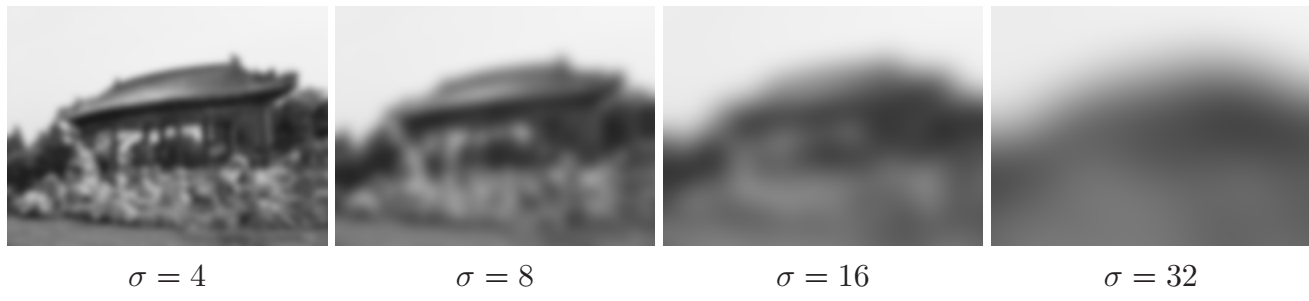 σ = 4
σ = 8
σ = 16
σ = 32